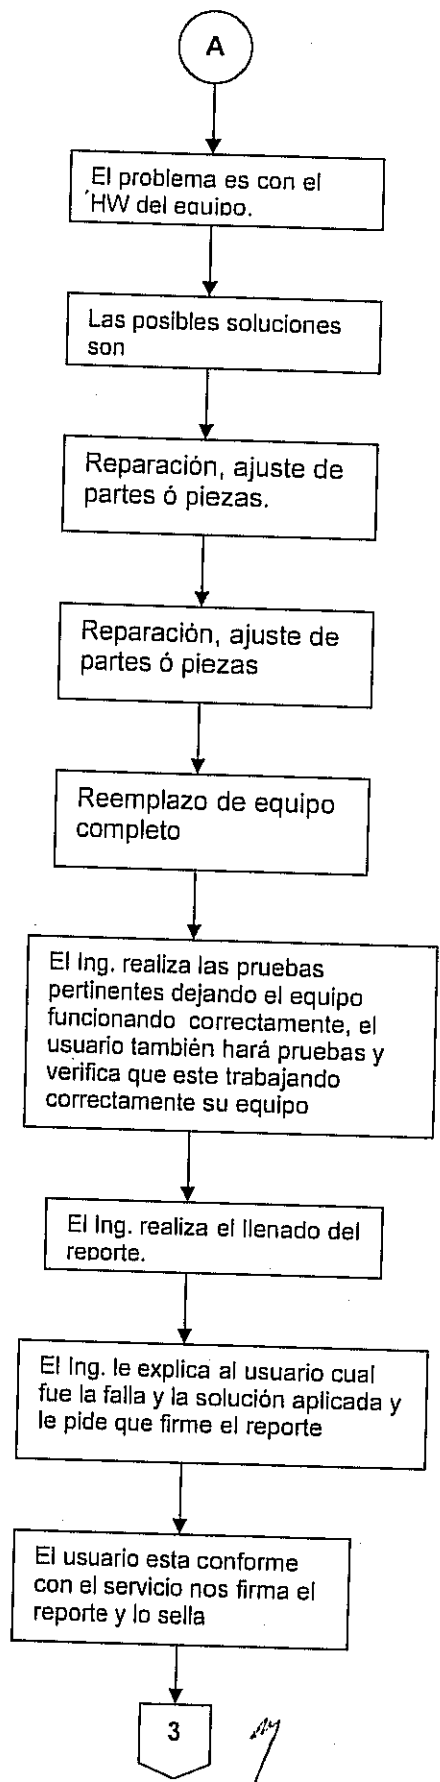 A
El problema es con el
HW del equipo.
Las posibles soluciones
son
Reparación, ajuste de
partes ó piezas.
Reparación, ajuste de
partes ó piezas
Reemplazo de equipo
completo
El Ing. realiza las pruebas
pertinentes dejando el equipo
funcionando correctamente, el
usuario también hará pruebas y
verifica que este trabajando
correctamente su equipo
El Ing. realiza el llenado del
reporte.
El Ing. le explica al usuario cual
fue la falla y la solución aplicada y
le pide que firme el reporte
El usuario esta conforme
con el servicio nos firma el
reporte y lo sella
3